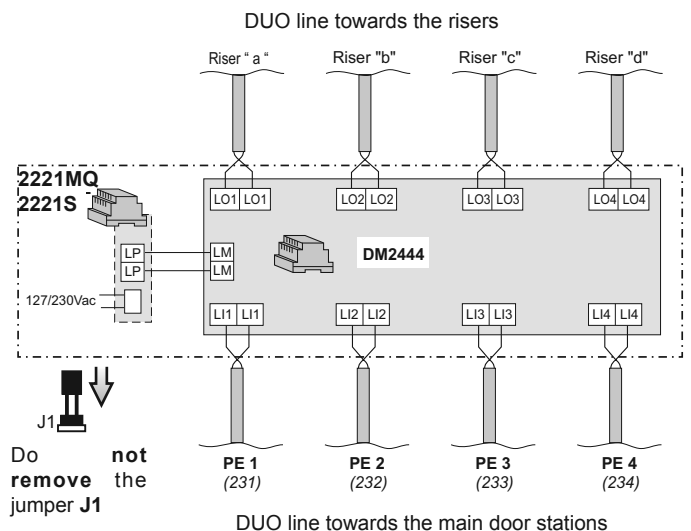 DUO line towards the risers
Riser “ a “ Riser "b" Riser "c" Riser "d"
2221MQ
2221S
LO1 LO1 LO2 LO2 LO3 LO3 LO4 LO4
LP LM
LP LM
DM2444
127/230Vac
LI1 LI1 LI2 LI2 LI3 LI3 LI4 LI4
J1
Do not
remove the
jumper J1
PE 1 PE 2 PE 3 PE 4
(231) (232) (233) (234)
DUO line towards the main door stations